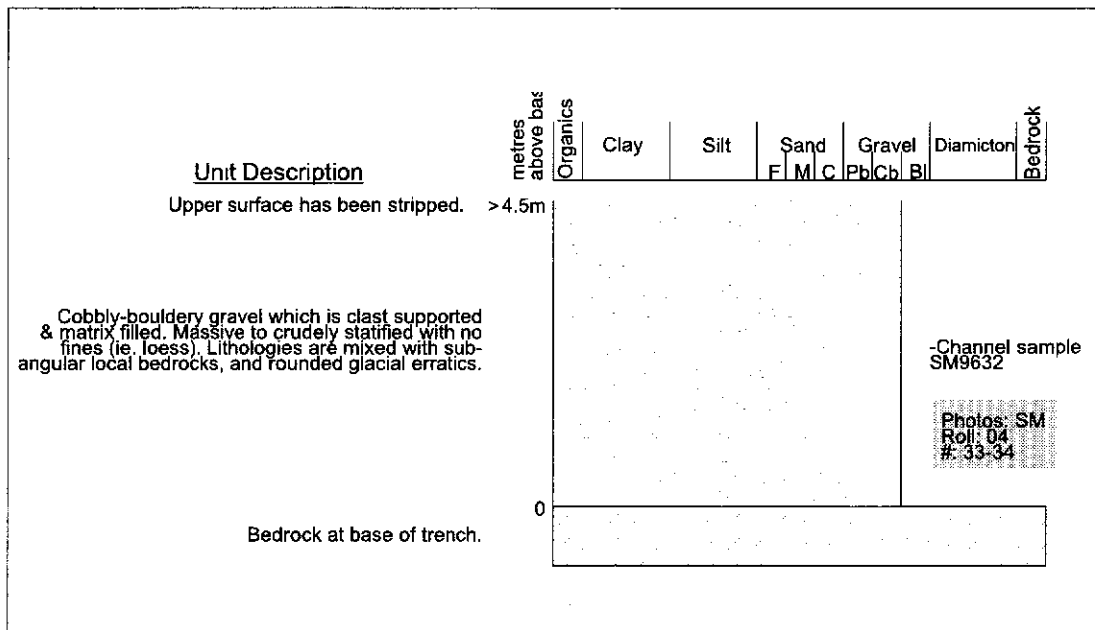 metres
above bas
Organics
Clay
Silt
Sand
Gravel
Diamicton
Bedrock
F M C Pb Cb Bl
Unit Description
Upper surface has been stripped.
>4.5m
Cobbly-bouldery gravel which is clast supported
& matrix filled. Massive to crudely statified with no
fines (ie. loess). Lithologies are mixed with sub-
angular local bedrocks, and rounded glacial erratics.
-Channel sample
SM9632
Photos: SM
Roll: 04
#: 33-34
0
Bedrock at base of trench.